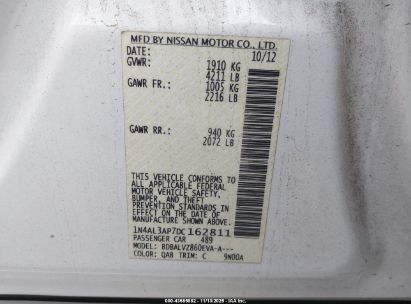 MFD BY NISSAN MOTOR CO., LTD.
DATE: 10/12
GVWR: 1910 KG
4211 LB
GAWR FR: 1005 KG
2216 LB
GAWR RR: 940 KG
2072 LB
THIS VEHICLE CONFORMS TO ALL
APPLICABLE FEDERAL MOTOR
VEHICLE SAFETY,
BUMPER, AND THEFT
PREVENTION STANDARDS
IN EFFECT ON THE DATE OF
MANUFACTURE SHOWN ABOVE.
1N4AL3AP7DC162811
PASSENGER CAR 489
MODEL: BDBALVZ860EVA-A---
COLOR: QAB TRIM: C 9N00A